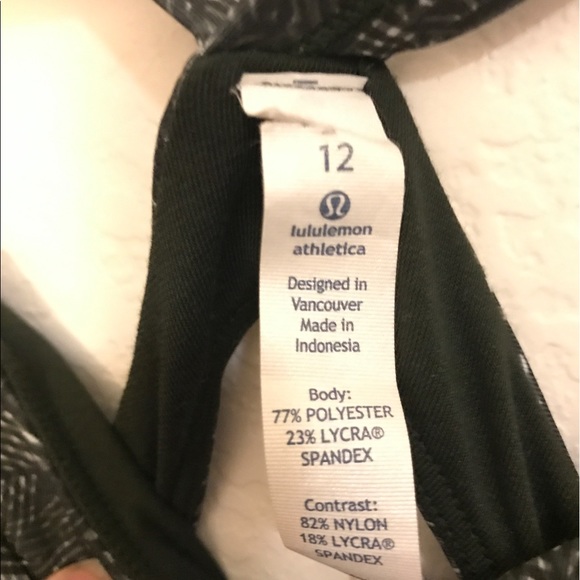 12
lululemon
athletica
Designed in
Vancouver
Made in
Indonesia
Body:
77% POLYESTER
23% LYCRA®
SPANDEX
Contrast:
82% NYLON
18% LYCRA®
SPANDEX